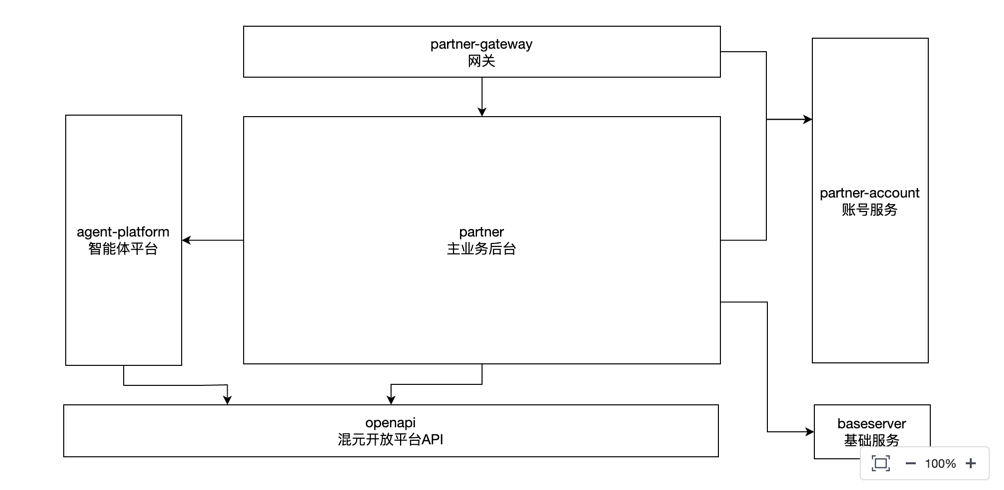 partner-gateway
网关
partner-account
账号服务
agent-platform
智能体平台
partner
主业务后台
openapi
混元开放平台API
baseserver
基础服务
100%